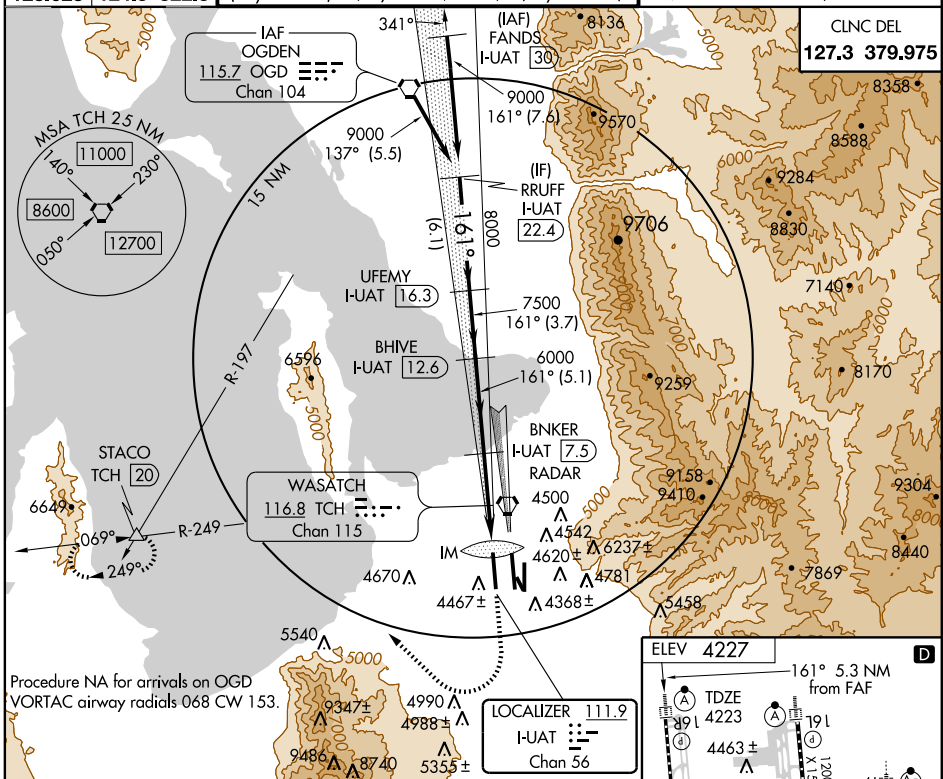 CLNC DEL
127.3 379.975
IAF
OGDEN
115.7 OGD
Chan 104
341°
(IAF)
FANDS
I-UAT 30
8136
8358
8588
9570
9000
161° (7.6)
5000
MSA TCH 25 NM
11000
140°
230°
8600
050°
12700
15 NM
9000
137° (5.5)
(IF)
RRUFF
I-UAT
22.4
6000
9284
8830
9706
161°
8000
(6.1)
UFEMY
I-UAT 16.3
7500
161° (3.7)
7140
6000
BHIVE
I-UAT 12.6
6000
161° (5.1)
R-197
6596
5000
9259
8170
STACO
TCH 20
6649
069°
249°
R-249
WASATCH
116.8 TCH
Chan 115
BNKER
I-UAT 7.5
RADAR
4500
4542
4620±
6237±
4781
8000
9158
9410
9304
8440
7869
IM
4670
4467±
N
4368±
5458
5540
5000
Procedure NA for arrivals on OGD
VORTAC airway radials 068 CW 153.
9347±
9486
8740
4990
4988±
5355±
LOCALIZER 111.9
I-UAT
Chan 56
ELEV 4227
D
161° 5.3 NM
from FAF
A
TDZE
4223
A
16R
P
16L
P
4463±
A